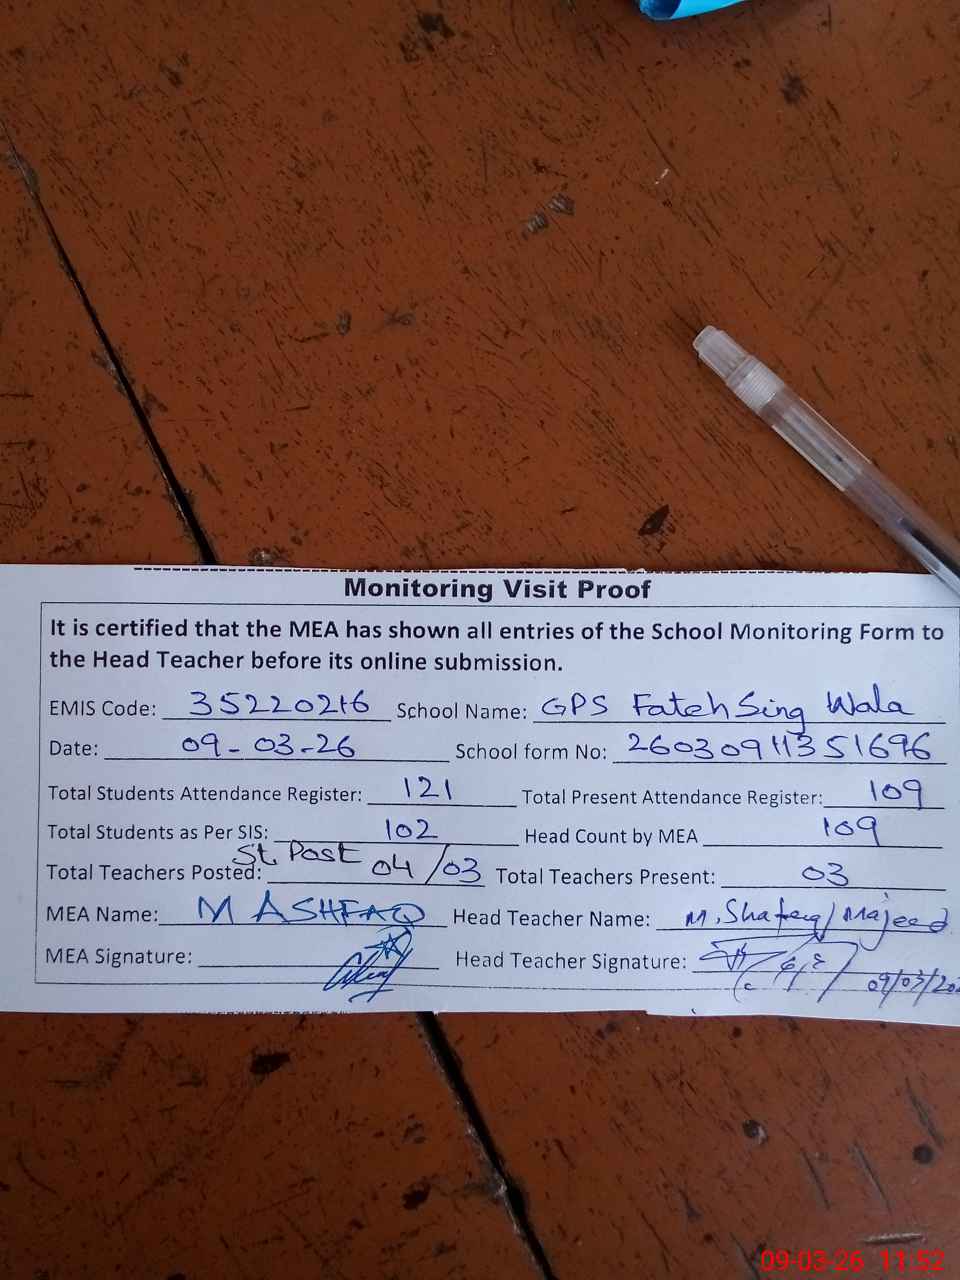 Monitoring Visit Proof
It is certified that the MEA has shown all entries of the School Monitoring Form to
the Head Teacher before its online submission.
EMIS Code: 35220216 School Name: GPS Fateh Sing Wala
Date: 09-03-26 School form No: 26030911351696
Total Students Attendance Register: 121 Total Present Attendance Register: 109
Total Students as Per SIS: 102 Head Count by MEA 109
St. Post
Total Teachers Posted: 04/03 Total Teachers Present: 03
MEA Name: M ASHFAQ Head Teacher Name: M. / Majeed
MEA Signature: Head Teacher Signature:
09/03/202
09-03-26 11:52